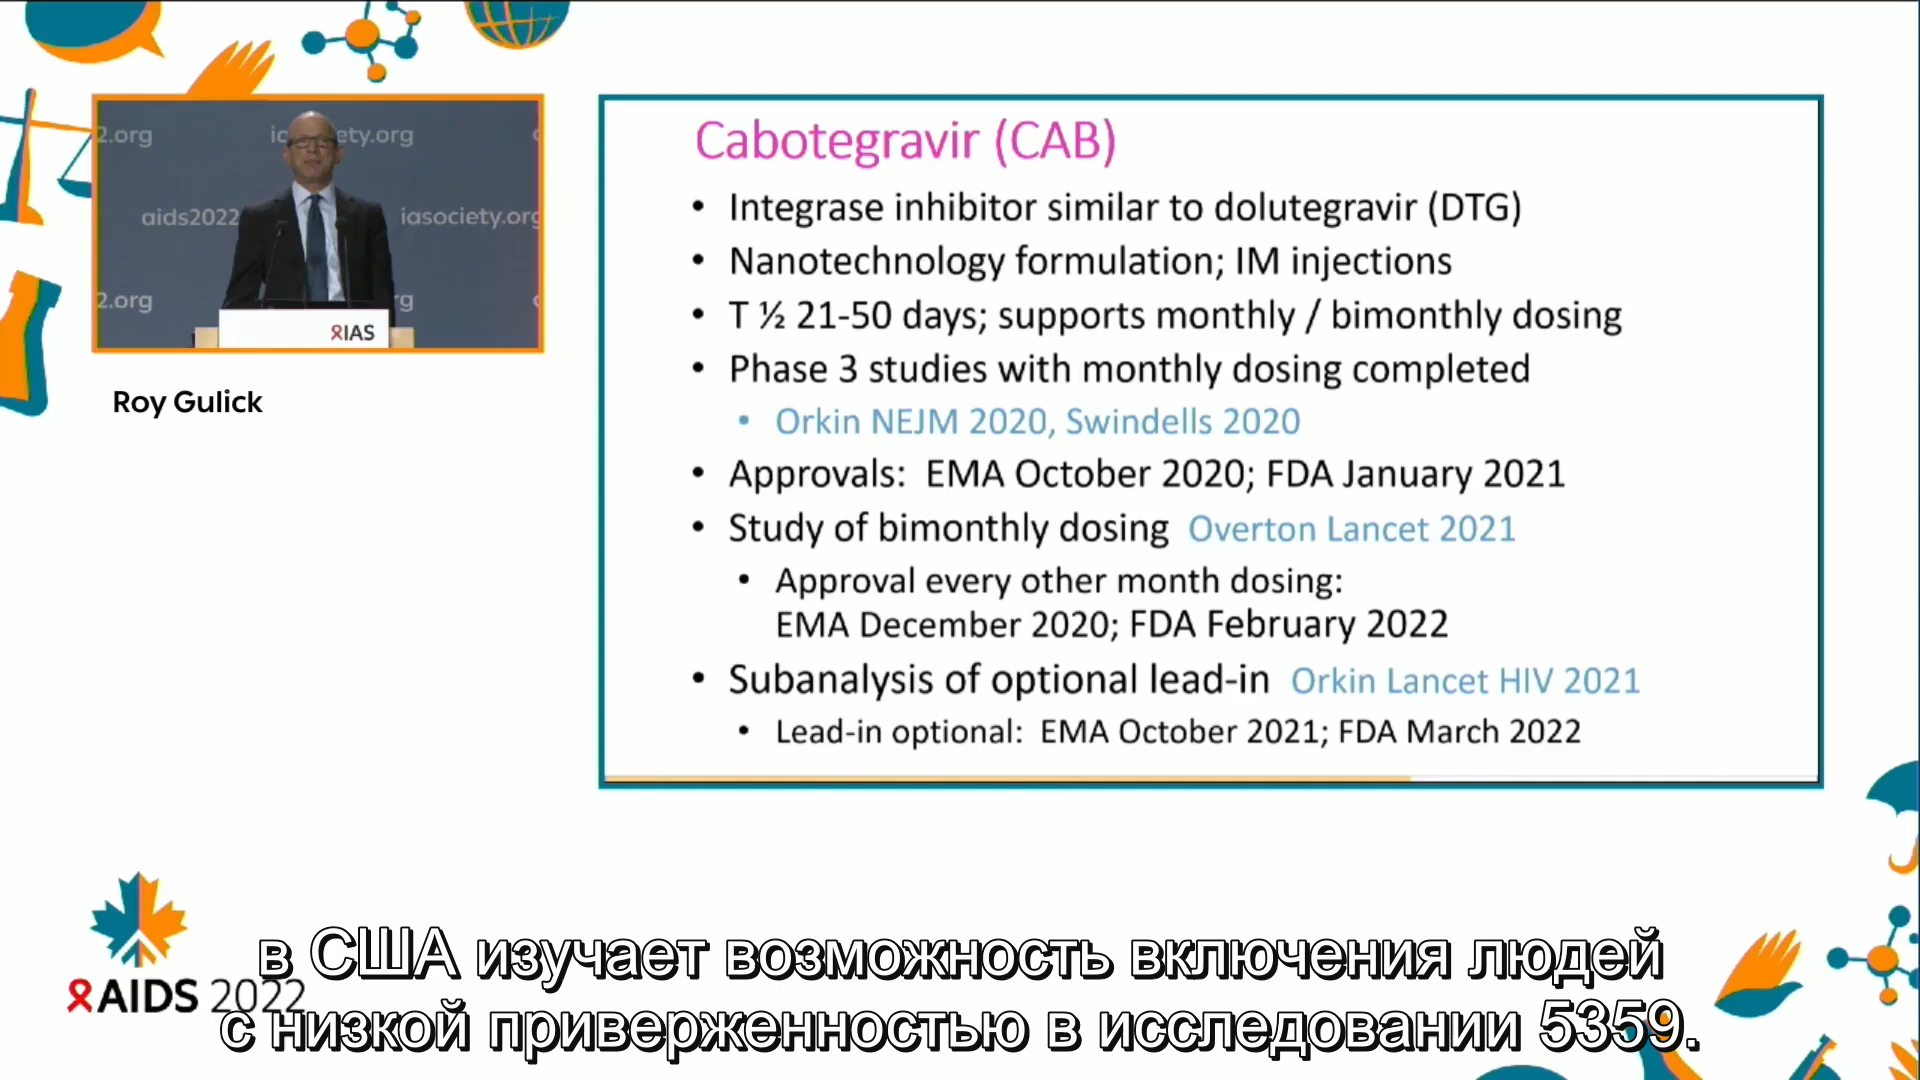 2.org
iasociety.org
aids2022
iasociety.org
2.org
IAS
Roy Gulick
Cabotegravir (CAB)
• Integrase inhibitor similar to dolutegravir (DTG)
• Nanotechnology formulation; IM injections
• T ½ 21-50 days; supports monthly / bimonthly dosing
• Phase 3 studies with monthly dosing completed
• Orkin NEJM 2020, Swindells 2020
• Approvals: EMA October 2020; FDA January 2021
• Study of bimonthly dosing Overton Lancet 2021
• Approval every other month dosing:
EMA December 2020; FDA February 2022
• Subanalysis of optional lead-in Orkin Lancet HIV 2021
• Lead-in optional: EMA October 2021; FDA March 2022
AIDS 2022
в США изучает возможность включения людей
с низкой приверженностью в исследовании 5359.